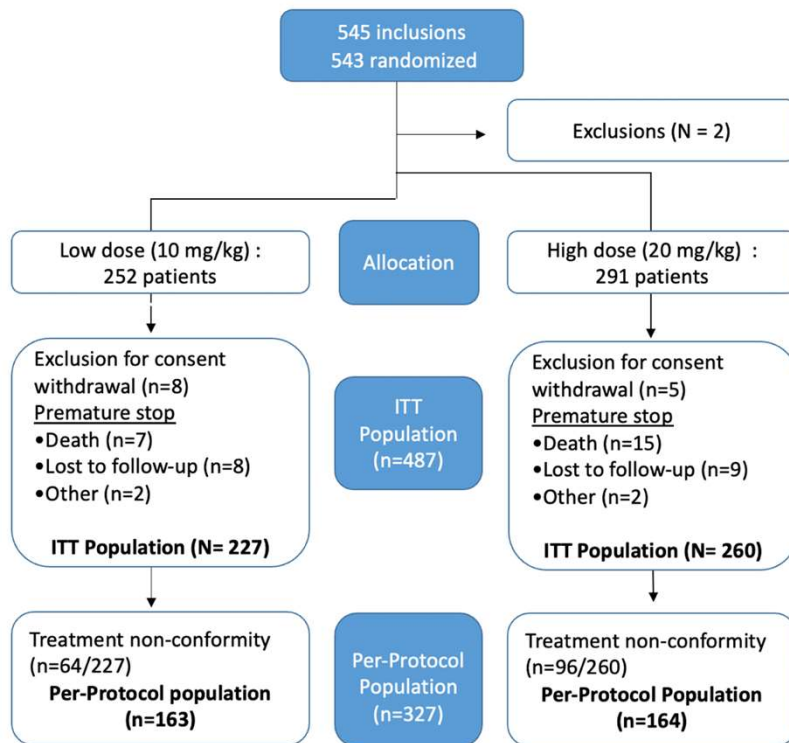 545 inclusions
543 randomized
Exclusions (N = 2)
Low dose (10 mg/kg) :
252 patients
Allocation
High dose (20 mg/kg) :
291 patients
Exclusion for consent
withdrawal (n=8)
Premature stop
•Death (n=7)
•Lost to follow-up (n=8)
•Other (n=2)
ITT Population (N= 227)
ITT
Population
(n=487)
Exclusion for consent
withdrawal (n=5)
Premature stop
•Death (n=15)
•Lost to follow-up (n=9)
•Other (n=2)
ITT Population (N= 260)
Treatment non-conformity
(n=64/227)
Per-Protocol population
(n=163)
Per-Protocol
Population
(n=327)
Treatment non-conformity
(n=96/260)
Per-Protocol Population
(n=164)